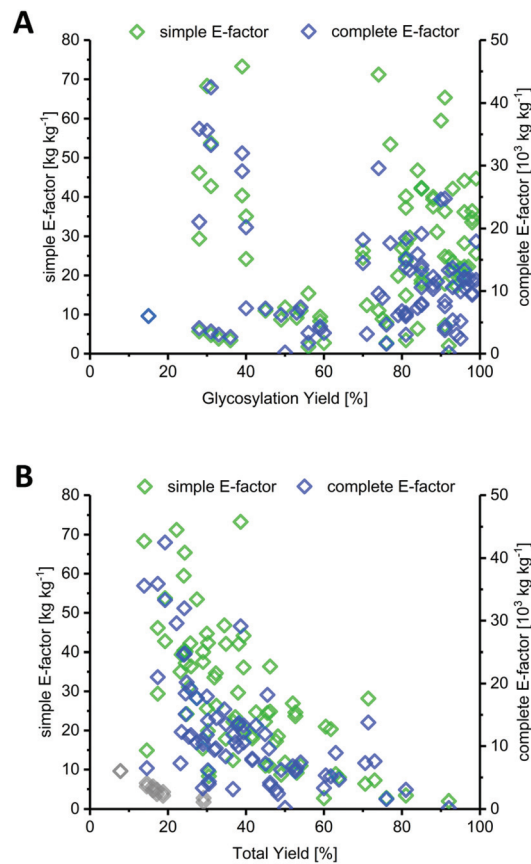 A
simple E-factor complete E-factor
80 50
70
60 40
50
30
40
30 20
20
10
10
0 0
0 20 40 60 80 100
simple E-factor [kg kg⁻¹]
complete E-factor [10³ kg kg⁻¹]
Glycosylation Yield [%]
B
simple E-factor complete E-factor
80 50
70
60 40
50
30
40
30 20
20
10
10
0 0
0 20 40 60 80 100
simple E-factor [kg kg⁻¹]
complete E-factor [10³ kg kg⁻¹]
Total Yield [%]